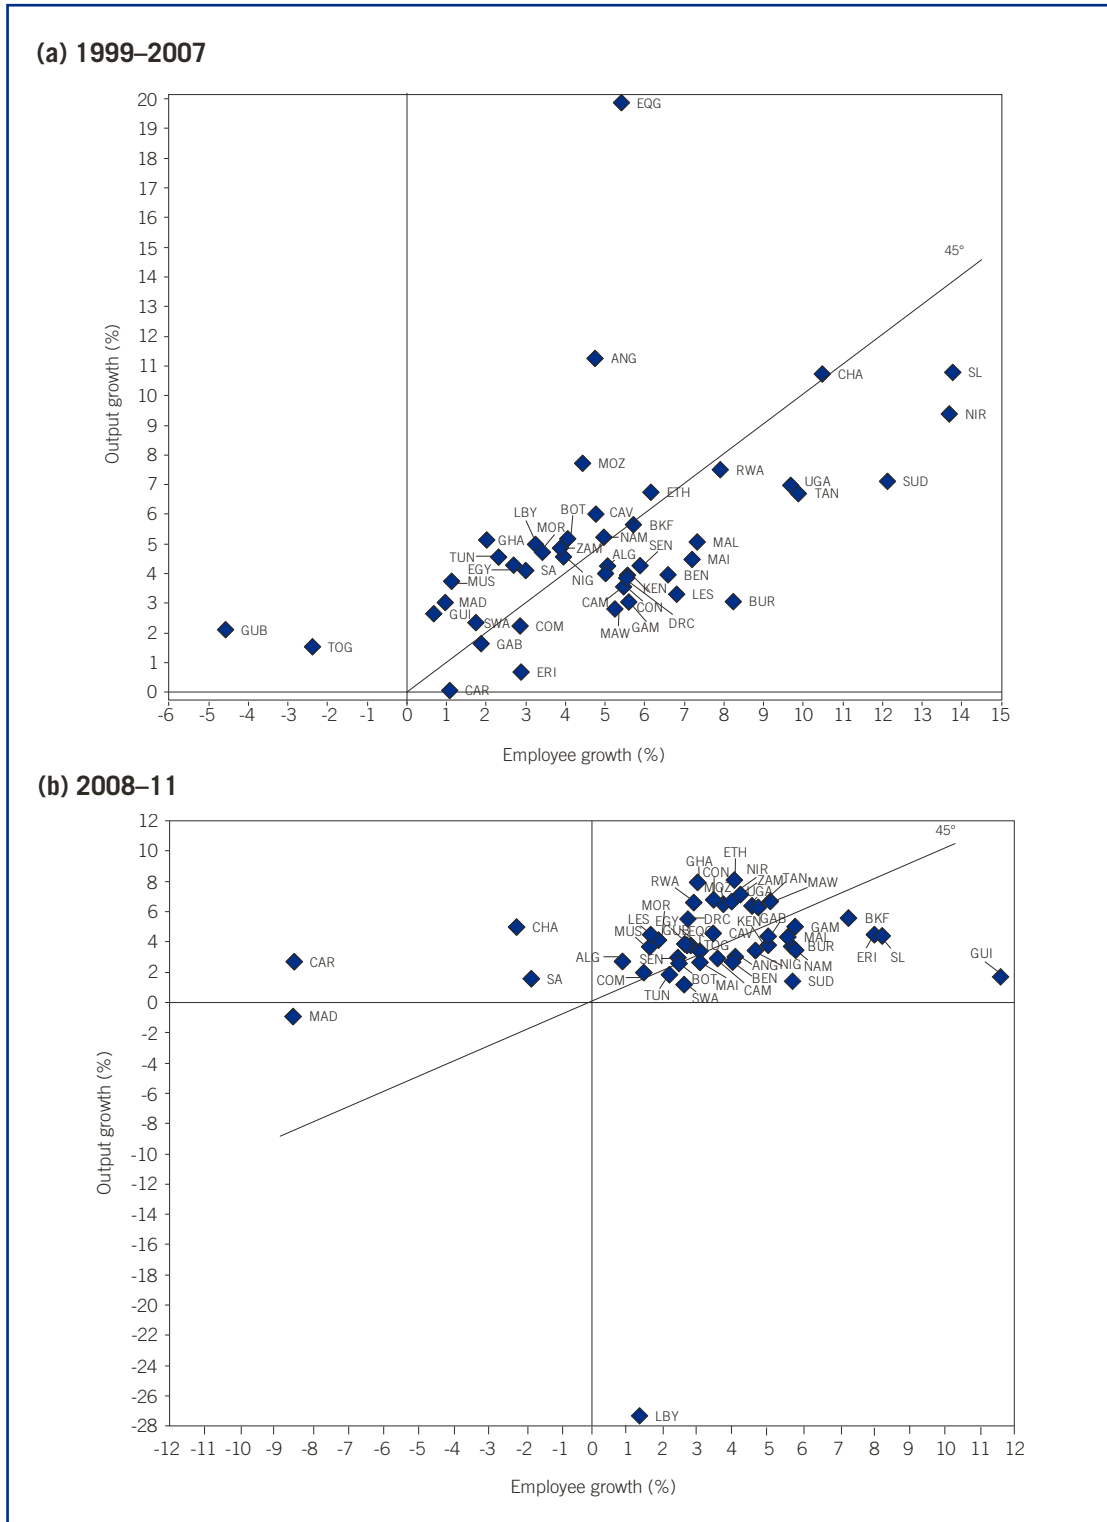 (a) 1999–2007
20
19
18
17
16
15
14
13
12
11
10
9
8
7
6
5
4
3
2
1
0
Output growth (%)
EQG
45°
ANG
CHA
SL
NIR
MOZ
RWA
ETH
UGA
SUD
TAN
BOT
LBY
CAV
MOR
BKF
GHA
NAM
ZAM
SEN
MAL
TUN
ALG
MAI
EGY
SA
NIG
BEN
MUS
KEN
LES
CAM
CON
BUR
MAD
GUI
SWA
COM
GAM
DRC
MAW
GUB
TOG
GAB
ERI
CAR
-6 -5 -4 -3 -2 -1 0 1 2 3 4 5 6 7 8 9 10 11 12 13 14 15
Employee growth (%)
(b) 2008–11
12
10
8
6
4
2
0
-2
-4
-6
-8
-10
-12
-14
-16
-18
-20
-22
-24
-26
-28
Output growth (%)
45°
ETH
GHA
CON
NIR
RWA
MOZ
ZAM
TAN
MAW
UGA
MOR
LES
EGY
DRC
KEN
GAB
GAM
BKF
MUS
CAV
MAL
CHA
TOG
BUR
ERI
SL
GUI
ALG
SEN
ANG
NIG
NAM
CAR
SA
COM
BOT
MAI
BEN
CAM
SUD
TUN
SWA
MAD
LBY
-12 -11 -10 -9 -8 -7 -6 -5 -4 -3 -2 -1 0 1 2 3 4 5 6 7 8 9 10 11 12
Employee growth (%)